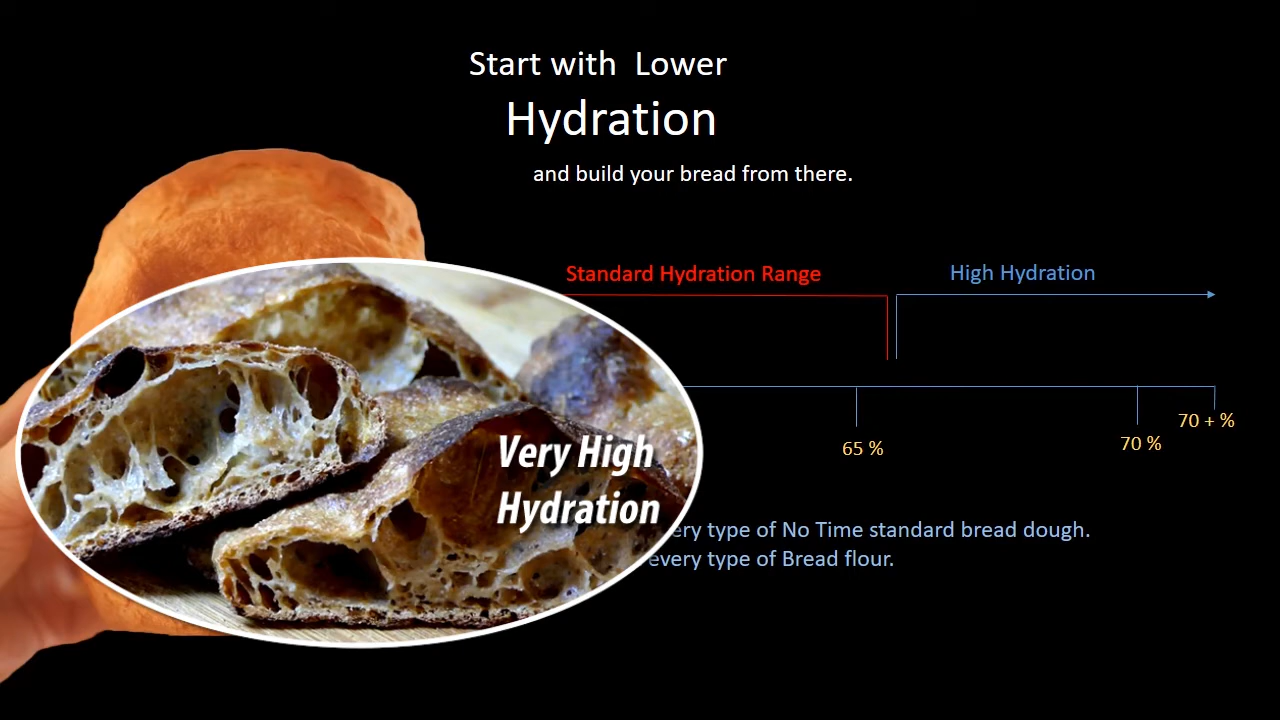 Start with Lower
Hydration
and build your bread from there.
Standard Hydration Range
High Hydration
65 %
70 %
70 + %
Very High
Hydration
type of No Time standard bread dough.
every type of Bread flour.